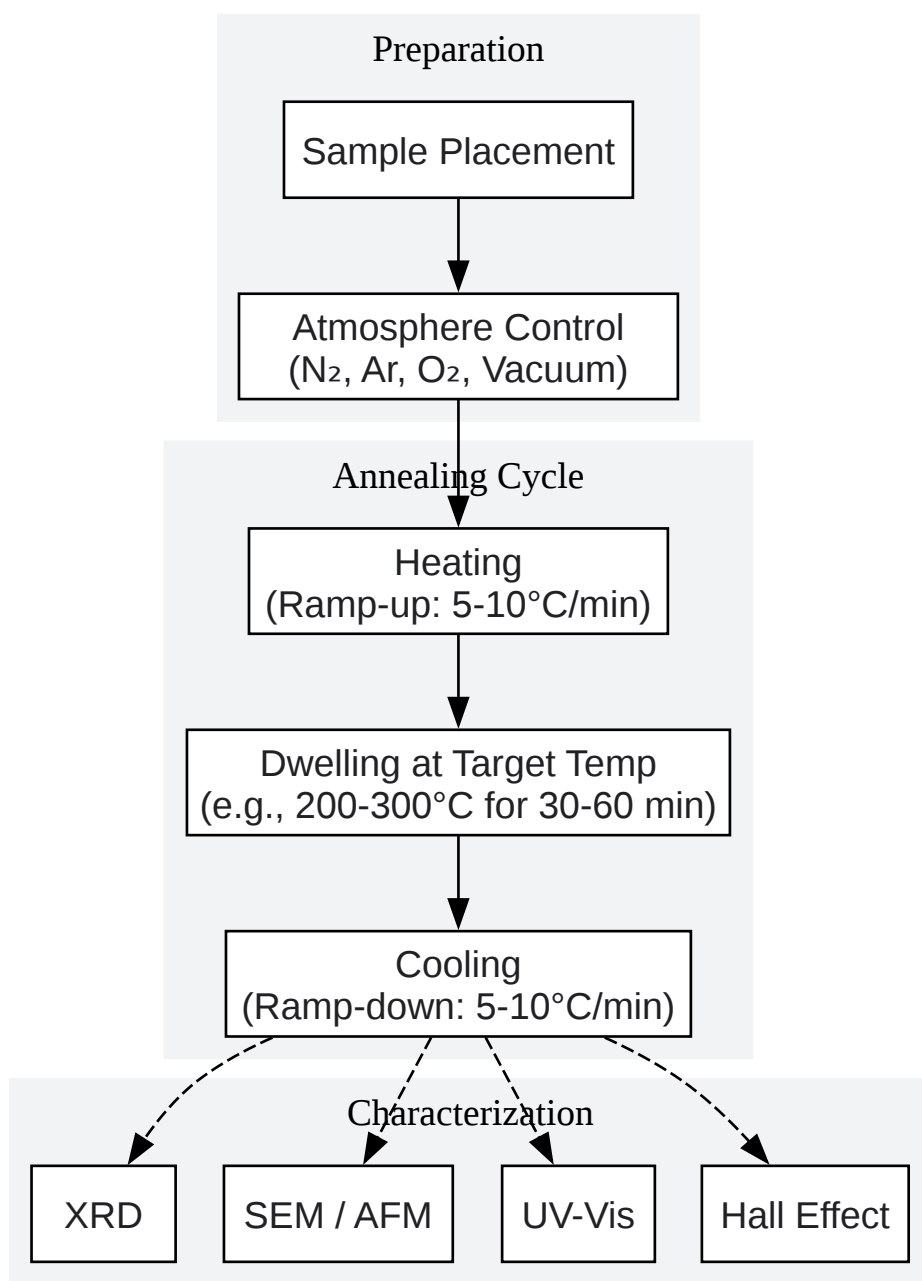 Preparation
Sample Placement
Atmosphere Control
(N₂, Ar, O₂, Vacuum)
Annealing Cycle
Heating
(Ramp-up: 5-10°C/min)
Dwelling at Target Temp
(e.g., 200-300°C for 30-60 min)
Cooling
(Ramp-down: 5-10°C/min)
Characterization
XRD
SEM / AFM
UV-Vis
Hall Effect